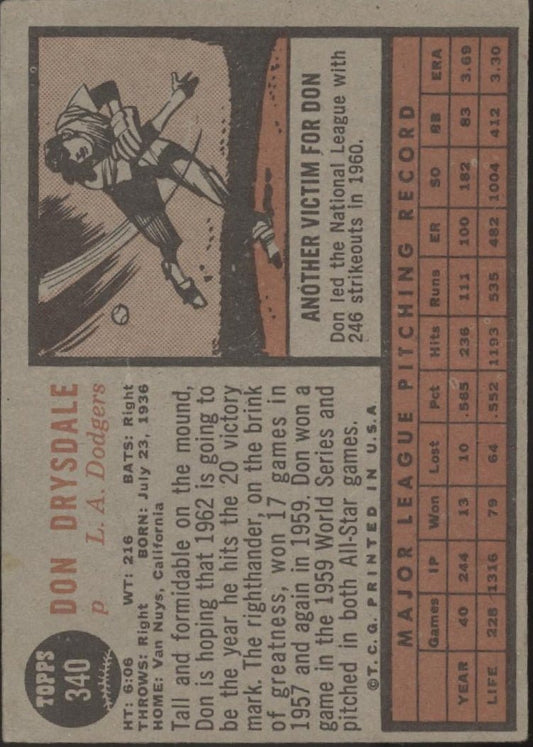 TOPPS
340
DON DRYSDALE
p L. A. Dodgers
HT: 6:06 WT: 216 BATS: Right
THROWS: Right BORN: July 23, 1936
HOME: Van Nuys, California
Tall and formidable on the mound,
Don is hoping that 1962 is going to
be the year he hits the 20 victory
mark. The righthander, on the brink
of greatness, won 17 games in
1957 and again in 1959. Don won a
game in the 1959 World Series and
pitched in both All-Star games.
©T.C.G. PRINTED IN U.S.A.
ANOTHER VICTIM FOR DON
Don led the National League with
246 strikeouts in 1960.
MAJOR LEAGUE PITCHING RECORD
Games IP Won Lost Pct Hits Runs ER SO BB ERA
YEAR 40 244 13 10 .565 236 111 100 182 83 3.69
LIFE 228 1316 79 64 .552 1193 535 482 1004 412 3.30